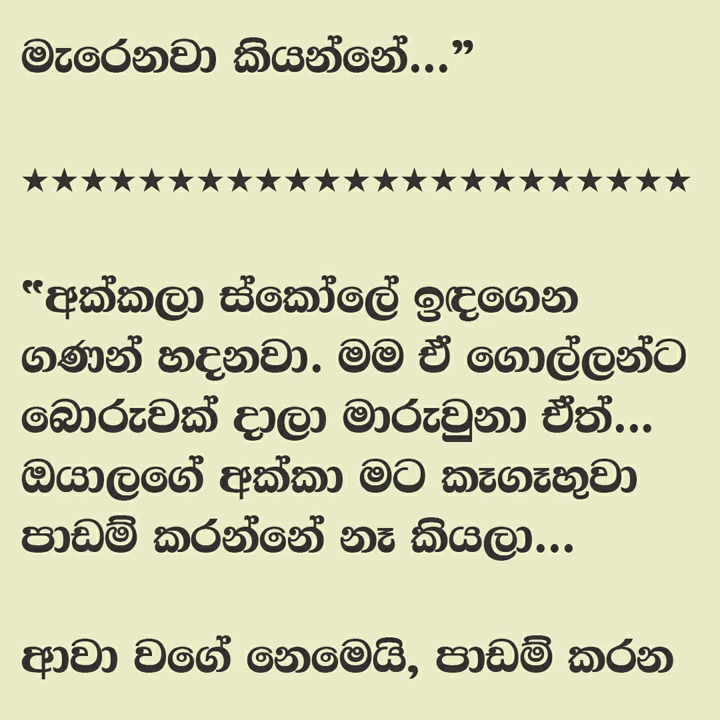 මැරෙනවා කියන්නේ...”
★★★★★★★★★★★★★★★★★★★★★★★
“අක්කලා ස්කෝලේ ඉඳගෙන
ගණන් හදනවා. මම ඒ ගොල්ලන්ට
බොරුවක් දාලා මාරුවුනා ඒත්...
ඔයාලගේ අක්කා මට කෑගෑහුවා
පාඩම් කරන්නේ නෑ කියලා...
ආවා වගේ නෙමෙයි, පාඩම් කරන